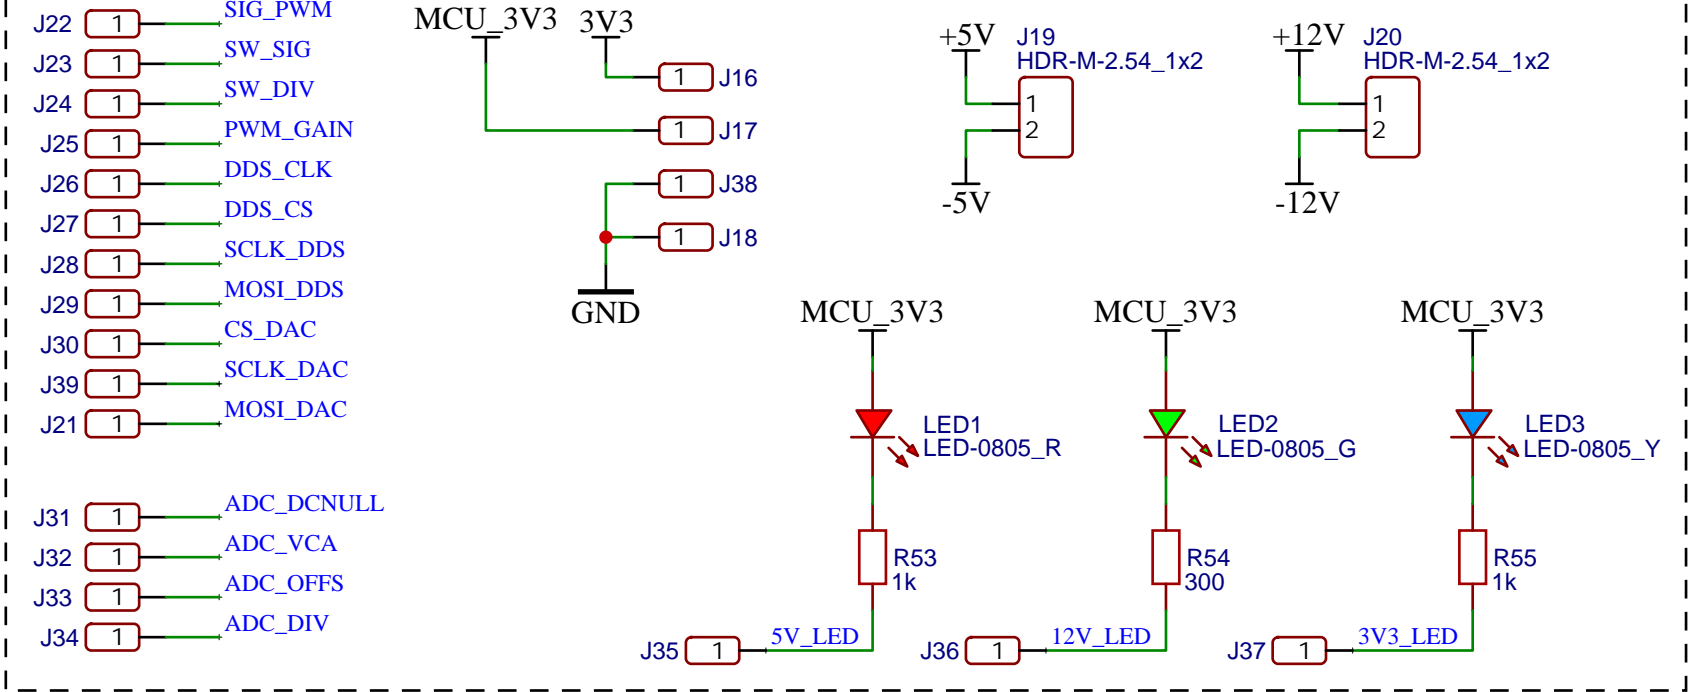 J22 1 SIG_PWM
J23 1 SW_SIG
J24 1 SW_DIV
J25 1 PWM_GAIN
J26 1 DDS_CLK
J27 1 DDS_CS
J28 1 SCLK_DDS
J29 1 MOSI_DDS
J30 1 CS_DAC
J39 1 SCLK_DAC
J21 1 MOSI_DAC
J31 1 ADC_DCNULL
J32 1 ADC_VCA
J33 1 ADC_OFFS
J34 1 ADC_DIV
MCU_3V3 3V3
1 J16
1 J17
1 J38
1 J18
GND
+5V J19
HDR-M-2.54_1x2
1
2
-5V
+12V J20
HDR-M-2.54_1x2
1
2
-12V
MCU_3V3
LED1
LED-0805_R
R53
1k
J35 1 5V_LED
MCU_3V3
LED2
LED-0805_G
R54
300
J36 1 12V_LED
MCU_3V3
LED3
LED-0805_Y
R55
1k
J37 1 3V3_LED